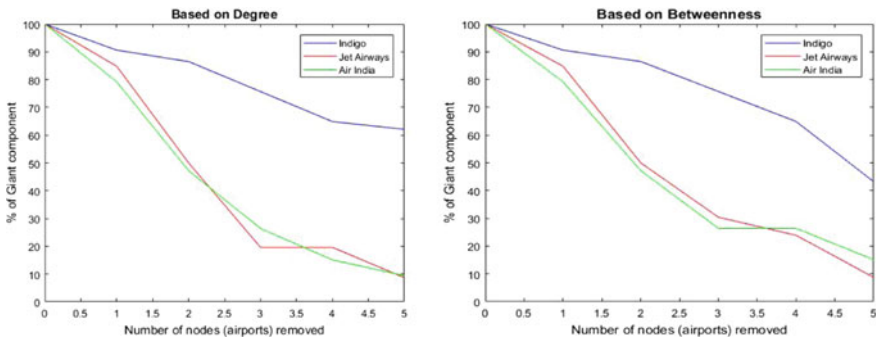 Based on Degree
100
90
80
70
60
50
40
30
20
10
0
% of Giant component
Indigo
Jet Airways
Air India
0 0.5 1 1.5 2 2.5 3 3.5 4 4.5 5
Number of nodes (airports) removed
Based on Betweenness
100
90
80
70
60
50
40
30
20
10
0
% of Giant component
Indigo
Jet Airways
Air India
0 0.5 1 1.5 2 2.5 3 3.5 4 4.5 5
Number of nodes (airports) removed